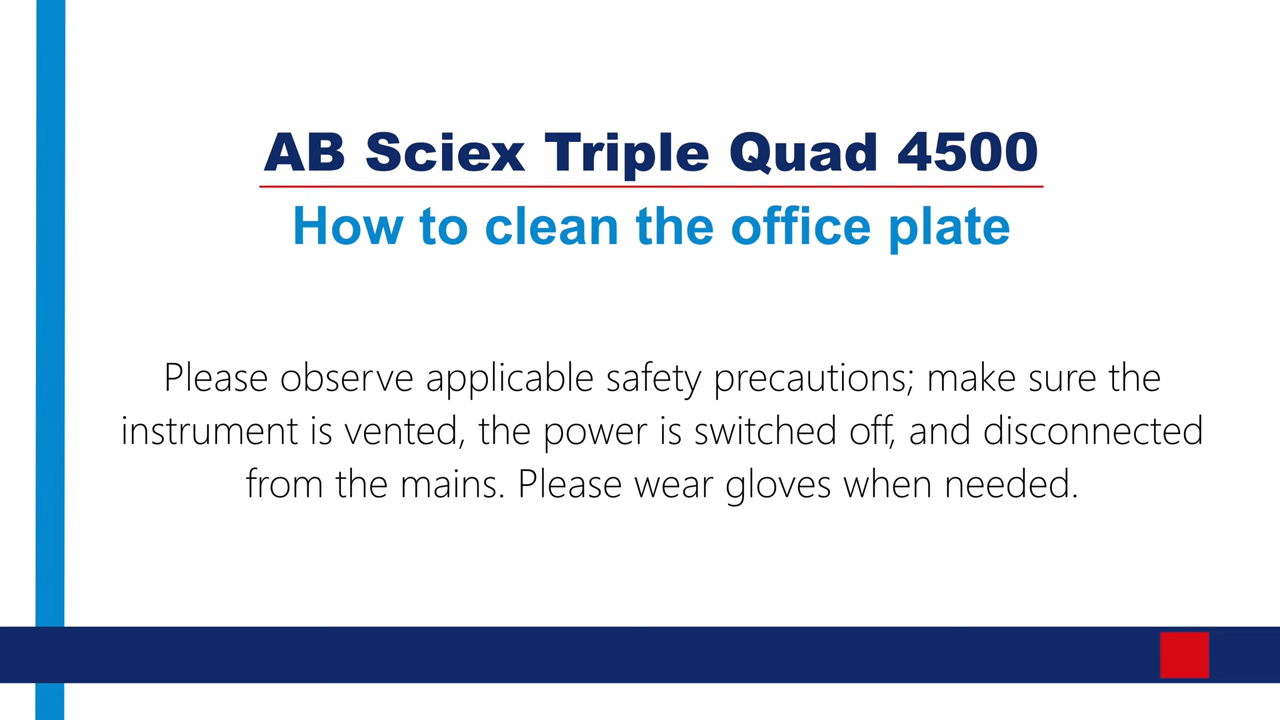 AB Sciex Triple Quad 4500
How to clean the office plate
Please observe applicable safety precautions; make sure the
instrument is vented, the power is switched off, and disconnected
from the mains. Please wear gloves when needed.